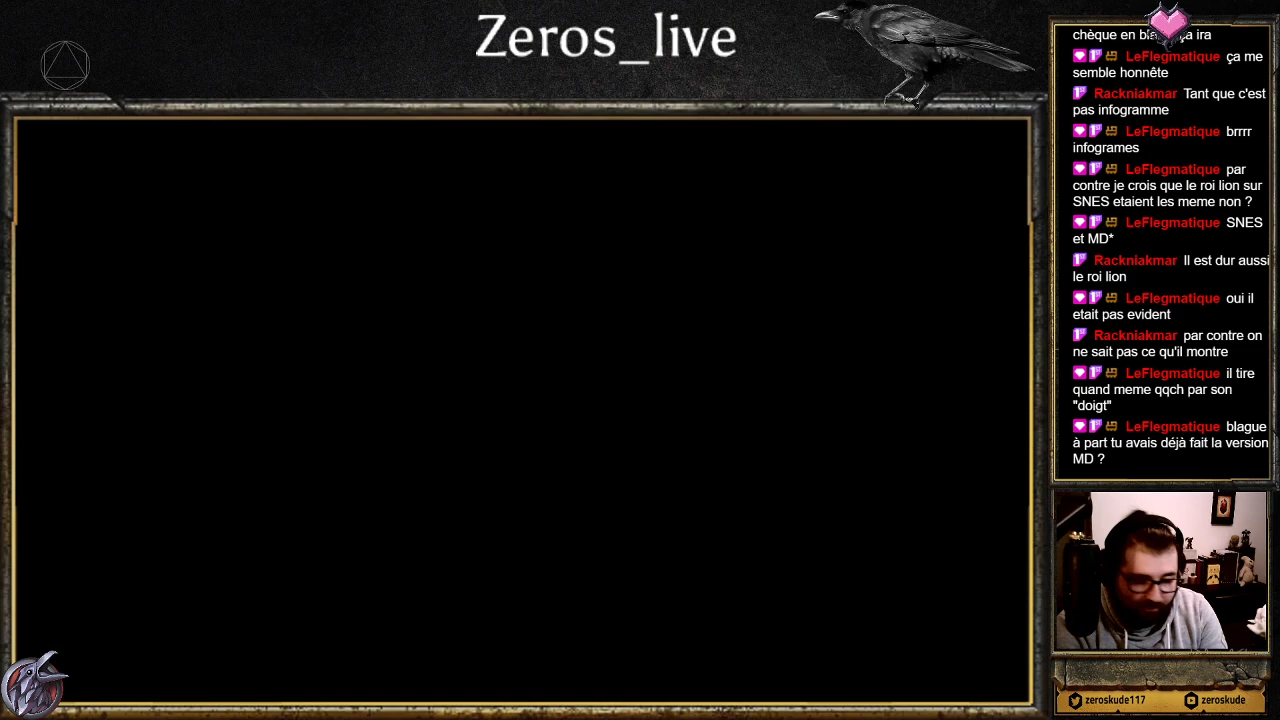 Zeros_live
chèque en ira
LeFlegmatique ça me
semble honnête
Rackniakmar Tant que c'est
pas infogramme
LeFlegmatique brrrr
infogrames
LeFlegmatique par
contre je crois que le roi lion sur
SNES etaient les meme non ?
LeFlegmatique SNES
et MD*
Rackniakmar Il est dur aussi
le roi lion
LeFlegmatique oui il
etait pas evident
Rackniakmar par contre on
ne sait pas ce qu'il montre
LeFlegmatique il tire
quand meme qqch par son
"doigt"
LeFlegmatique blague
à part tu avais déjà fait la version
MD ?
zeroskude117
zeroskude